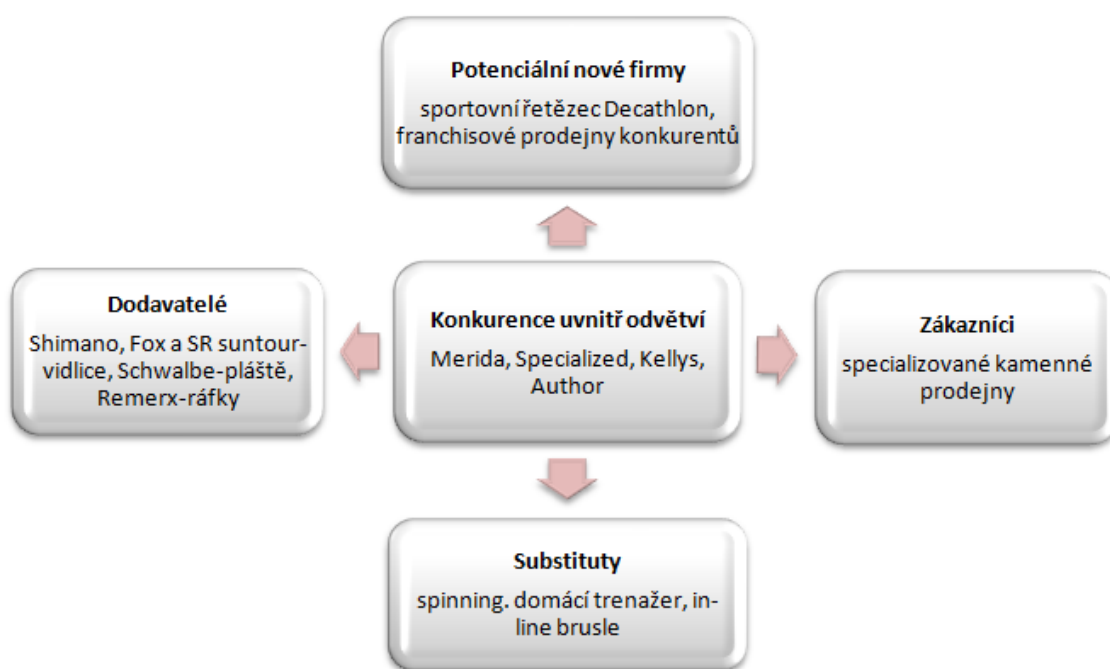 Potenciální nové firmy
sportovní řetězec Decathlon,
franchisové prodejny konkurentů
Dodavatelé
Shimano, Fox a SR suntour-
vidlice, Schwalbe-pláště,
Remerx-ráfky
Konkurence uvnitř odvětví
Merida, Specialized, Kellys,
Author
Zákazníci
specializované kamenné
prodejny
Substituty
spinning. domácí trenažer, in-
line brusle